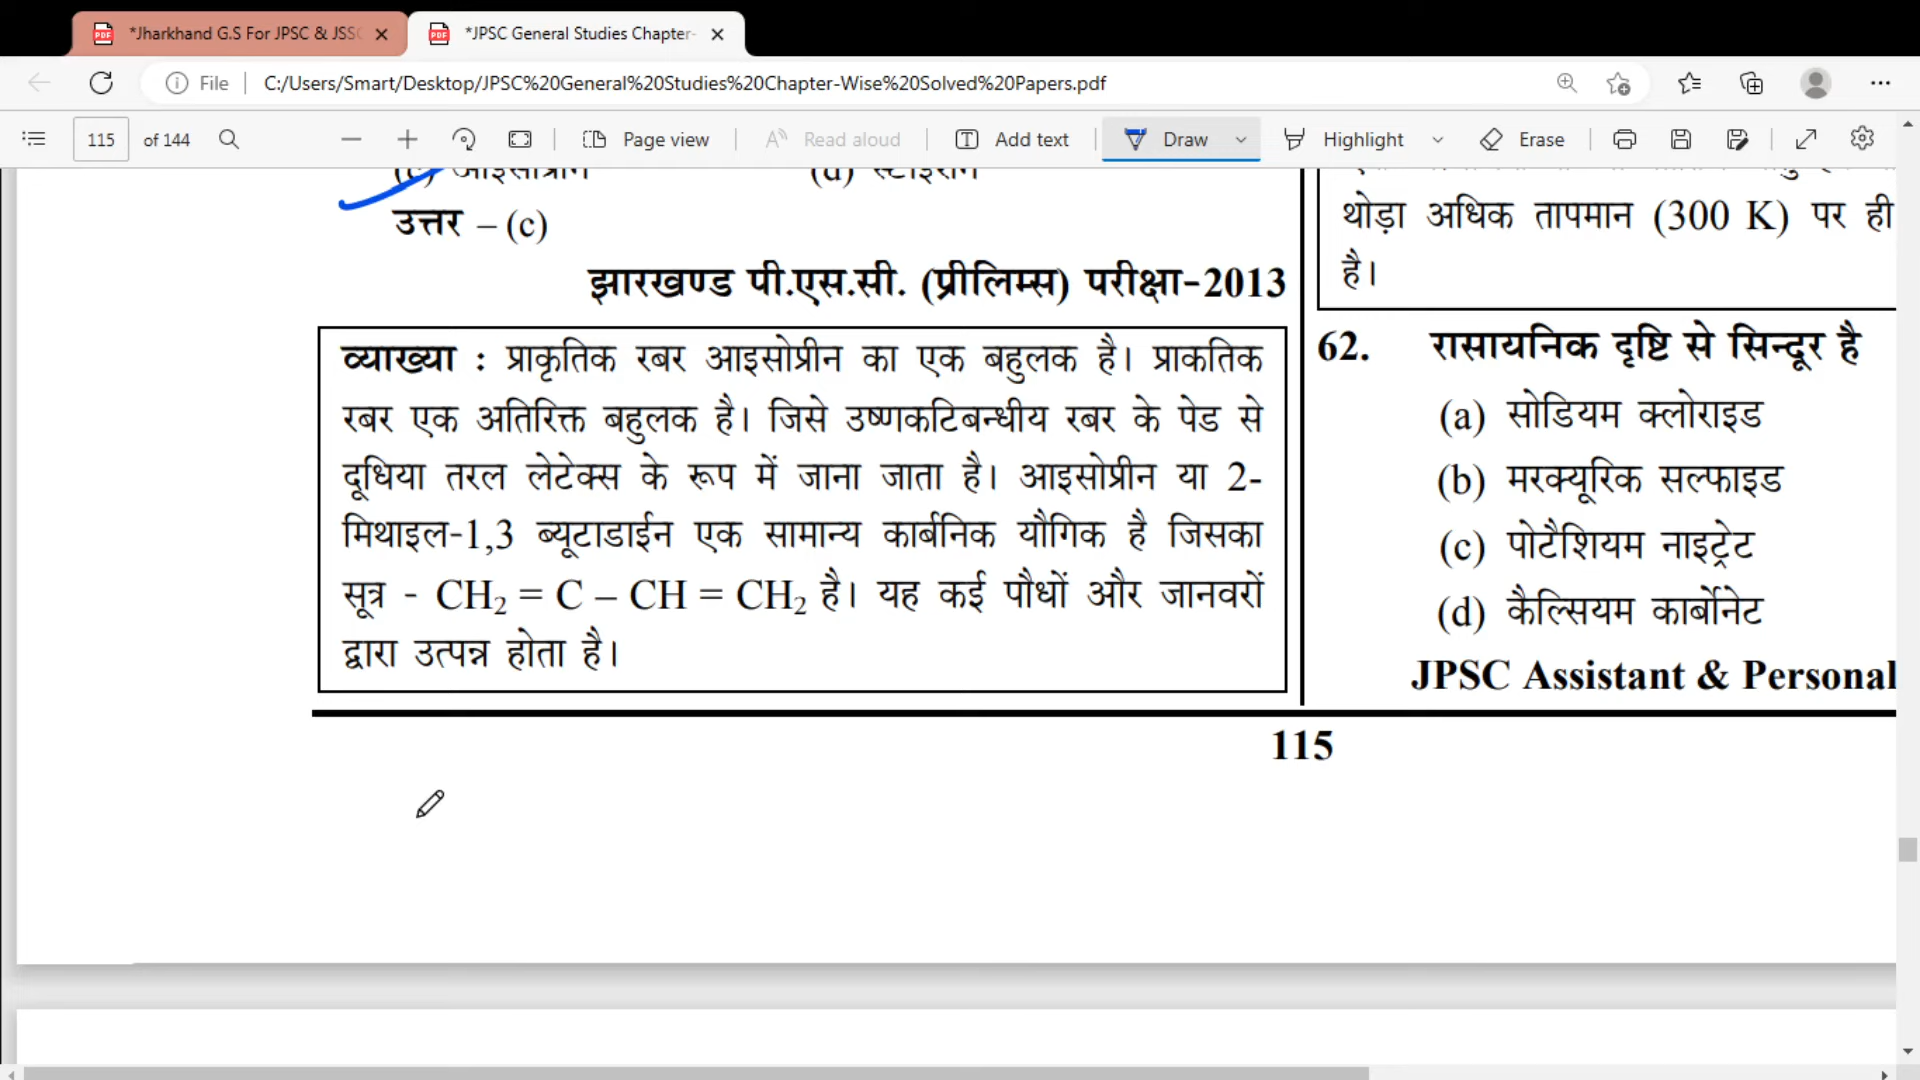 *Jharkhand G.S For JPSC & JSSC
*JPSC General Studies Chapter-
File
C:/Users/Smart/Desktop/JPSC%20General%20Studies%20Chapter-Wise%20Solved%20Papers.pdf
115 of 144
Page view
Read aloud
Add text
Draw
Highlight
Erase
(c) आइसोप्रीन (d) स्टाइरीन
उत्तर – (c)
झारखण्ड पी.एस.सी. (प्रीलिम्स) परीक्षा-2013
व्याख्या : प्राकृतिक रबर आइसोप्रीन का एक बहुलक है। प्राकतिक
रबर एक अतिरिक्त बहुलक है। जिसे उष्णकटिबन्धीय रबर के पेड से
दूधिया तरल लेटेक्स के रूप में जाना जाता है। आइसोप्रीन या 2-
मिथाइल-1,3 ब्यूटाडाईन एक सामान्य कार्बनिक यौगिक है जिसका
सूत्र - CH₂ = C – CH = CH₂ है। यह कई पौधों और जानवरों
द्वारा उत्पन्न होता है।
थोड़ा अधिक तापमान (300 K) पर ही
है।
62. रासायनिक दृष्टि से सिन्दूर है
(a) सोडियम क्लोराइड
(b) मरक्यूरिक सल्फाइड
(c) पोटैशियम नाइट्रेट
(d) कैल्सियम कार्बोनेट
JPSC Assistant & Personal
115